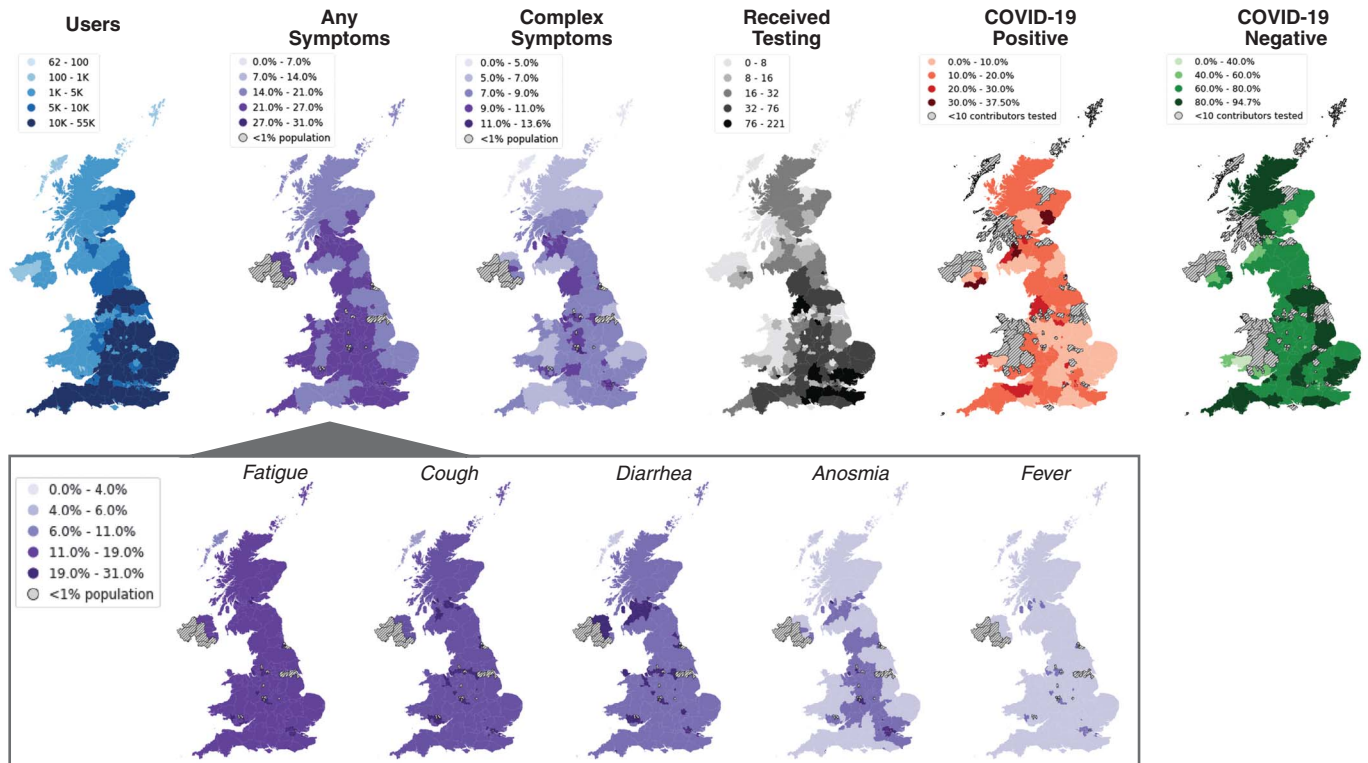 Users
62 - 100
100 - 1K
1K - 5K
5K - 10K
10K - 55K
Any
Symptoms
0.0% - 7.0%
7.0% - 14.0%
14.0% - 21.0%
21.0% - 27.0%
27.0% - 31.0%
<1% population
Complex
Symptoms
0.0% - 5.0%
5.0% - 7.0%
7.0% - 9.0%
9.0% - 11.0%
11.0% - 13.6%
<1% population
Received
Testing
0 - 8
8 - 16
16 - 32
32 - 76
76 - 221
COVID-19
Positive
0.0% - 10.0%
10.0% - 20.0%
20.0% - 30.0%
30.0% - 37.50%
<10 contributors tested
COVID-19
Negative
0.0% - 40.0%
40.0% - 60.0%
60.0% - 80.0%
80.0% - 94.7%
<10 contributors tested
0.0% - 4.0%
4.0% - 6.0%
6.0% - 11.0%
11.0% - 19.0%
19.0% - 31.0%
<1% population
Fatigue
Cough
Diarrhea
Anosmia
Fever